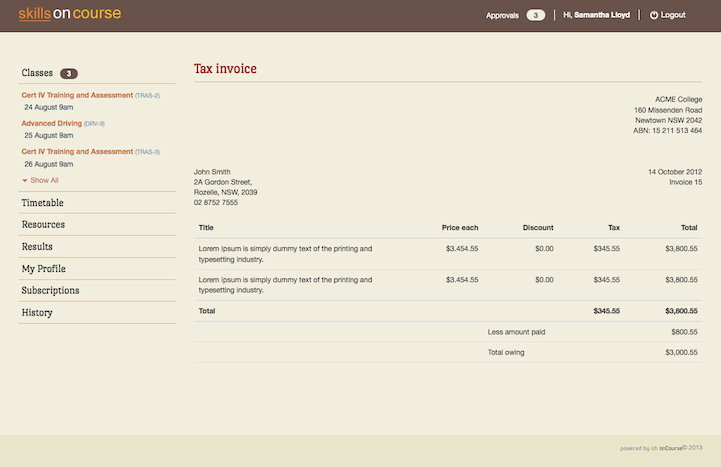 skillsoncourse
Approvals 3 Hi, Samantha Lloyd Logout
Classes 3
Cert IV Training and Assessment (TRAS-2)
24 August 9am
Advanced Driving (DRV-9)
25 August 9am
Cert IV Training and Assessment (TRAS-3)
26 August 9am
Show All
Timetable
Resources
Results
My Profile
Subscriptions
History
Tax invoice
ACME College
160 Missenden Road
Newtown NSW 2042
ABN: 15 211 513 464
John Smith
2A Gordon Street,
Rozelle, NSW, 2039
02 8752 7555
14 October 2012
Invoice 15
Title Price each Discount Tax Total
Lorem Ipsum is simply dummy text of the printing and
typesetting industry.
$3.454.55 $0.00 $345.55 $3,800.55
Lorem Ipsum is simply dummy text of the printing and
typesetting industry.
$3.454.55 $0.00 $345.55 $3,800.55
Total $345.55 $3,800.55
Less amount paid $800.55
Total owing $3,000.55
powered by ish onCourse© 2013